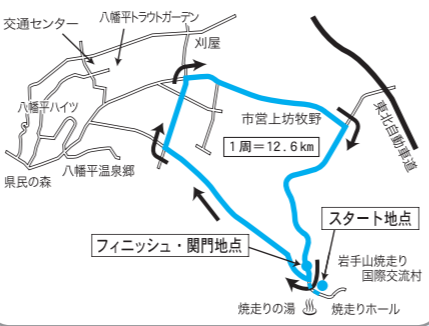 八幡平トラウトガーデン
交通センター
刈屋
八幡平ハイツ
市営上坊牧野
東北自動車道
1周=12.6km
八幡平温泉郷
県民の森
スタート地点
フィニッシュ・関門地点
岩手山焼走り
国際交流村
焼走りの湯
焼走りホール